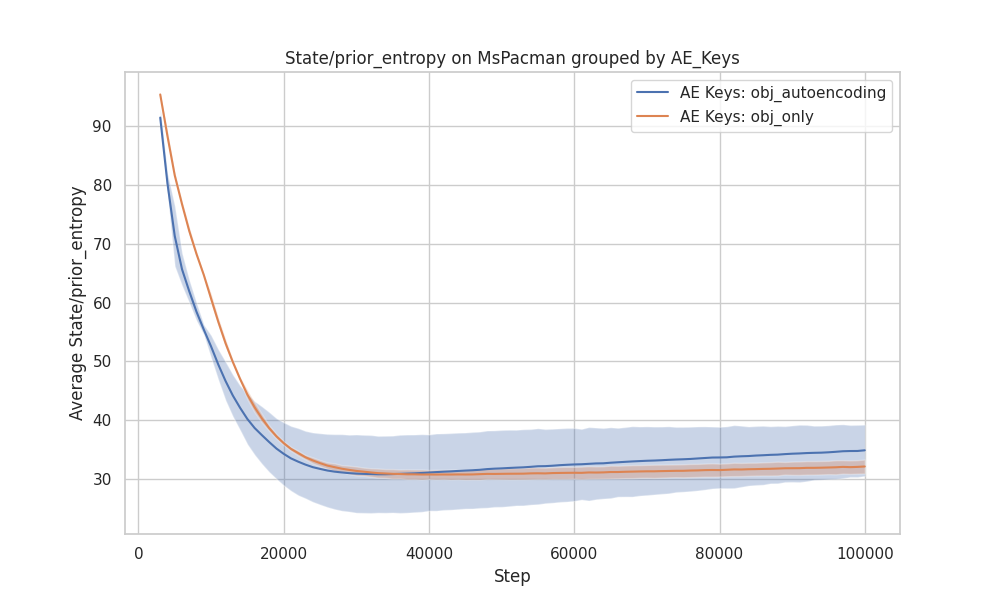 State/prior_entropy on MsPacman grouped by AE_Keys
AE Keys: obj_autoencoding
AE Keys: obj_only
Average State/prior_entropy
90
80
70
60
50
40
30
0
20000
40000
60000
80000
100000
Step